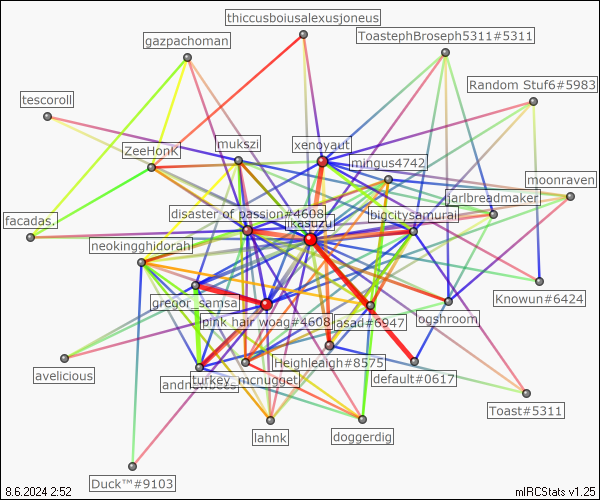 thiccusboiusalexusjoneus
gazpachoman
ToastephBroseph5311#5311
Random Stuf6#5983
tescoroll
mukszi
xenoyaut
ZeeHonK
mingus4742
moonraven
jarlbreadmaker
disaster of passion#4608
bigcitysamurai
ikasuzu
facadas.
neokingghidorah
gregor_samsa
Knowun#6424
pink hair woag#4608
asad#6947
ogshroom
Heighleaigh#8575
avelicious
turkey_mcnugget
default#0617
Toast#5311
lahnk
doggerdig
Duck™#9103
8.6.2024 2:52
mIRCStats v1.25